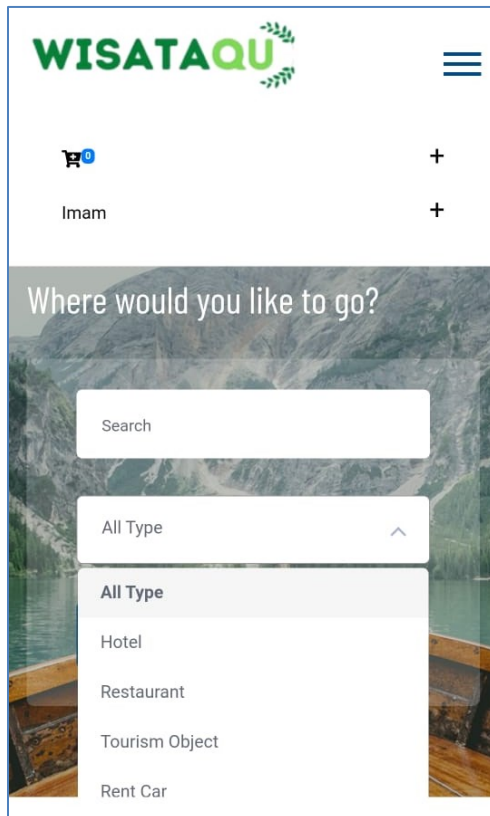 WISATAQU
0
Imam
Where would you like to go?
Search
All Type
All Type
Hotel
Restaurant
Tourism Object
Rent Car